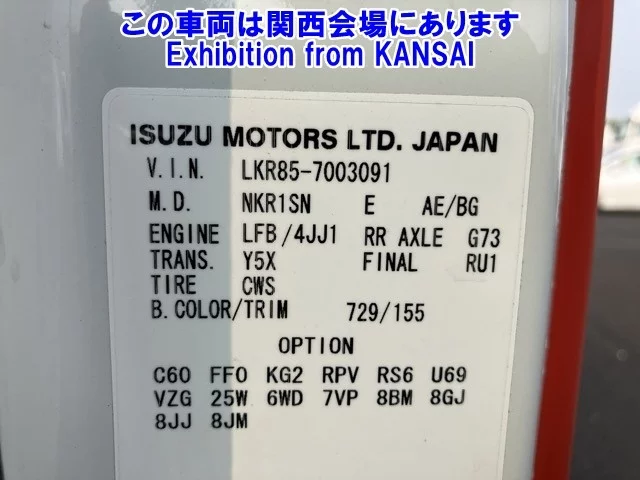 この車両は関西会場にあります
Exhibition from KANSAI
ISUZU MOTORS LTD. JAPAN
V.I.N. LKR85-7003091
M.D. NKR1SN E AE/BG
ENGINE LFB/4JJ1 RR AXLE G73
TRANS. Y5X FINAL RU1
TIRE CWS
B.COLOR/TRIM 729/155
OPTION
C60 FF0 KG2 RPV RS6 U69
VZG 25W 6WD 7VP 8BM 8GJ
8JJ 8JM